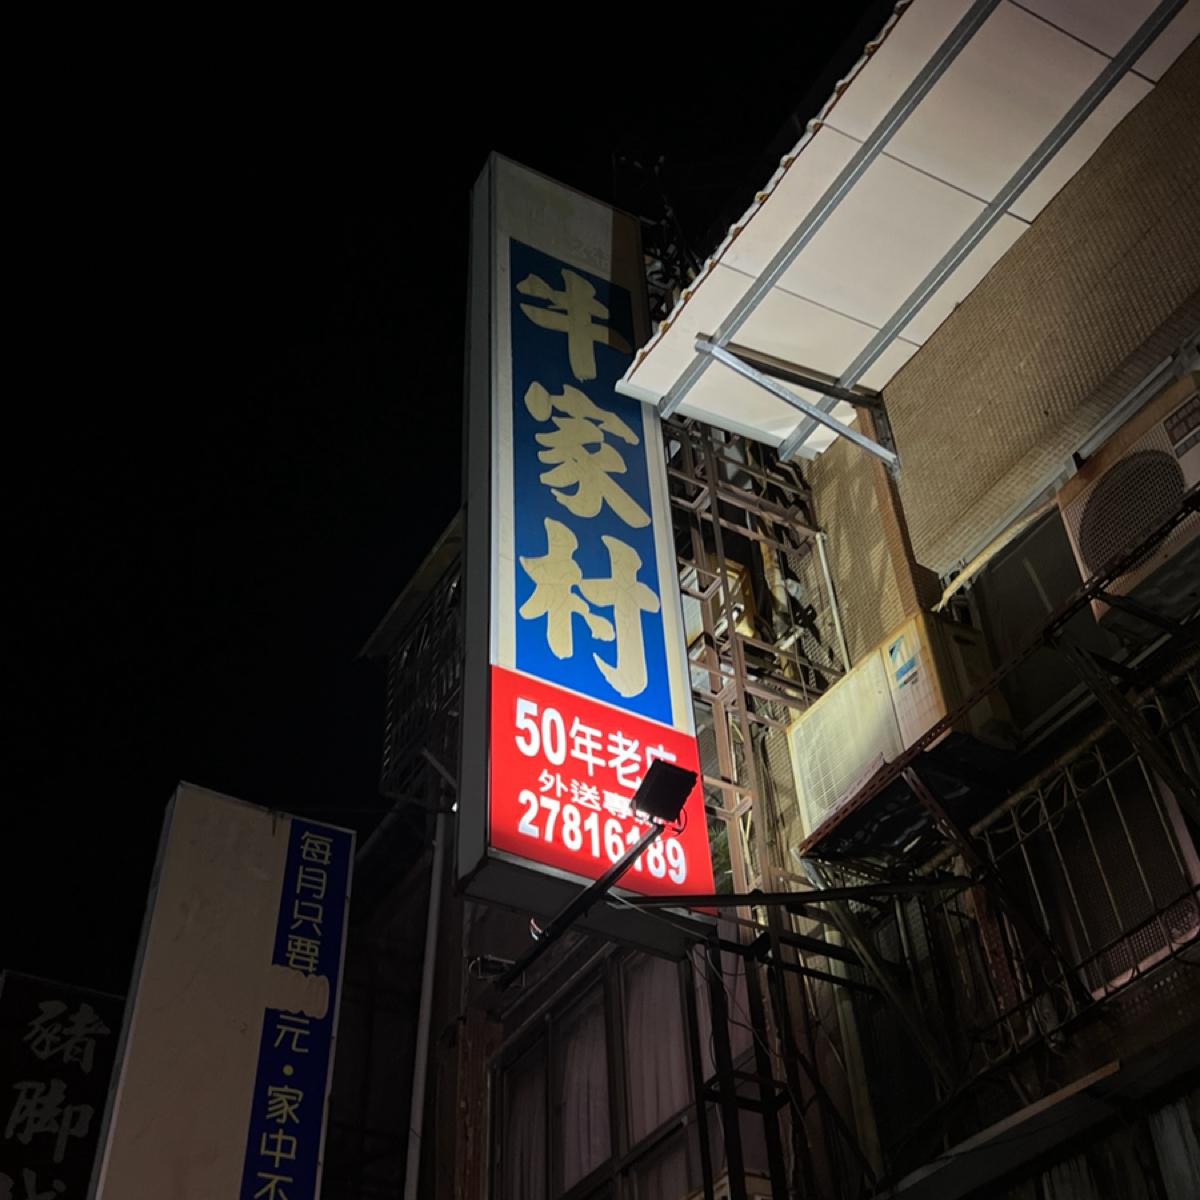 牛家村
50年老店
外送專
27816189
每月只要
元·家中不
豬脚